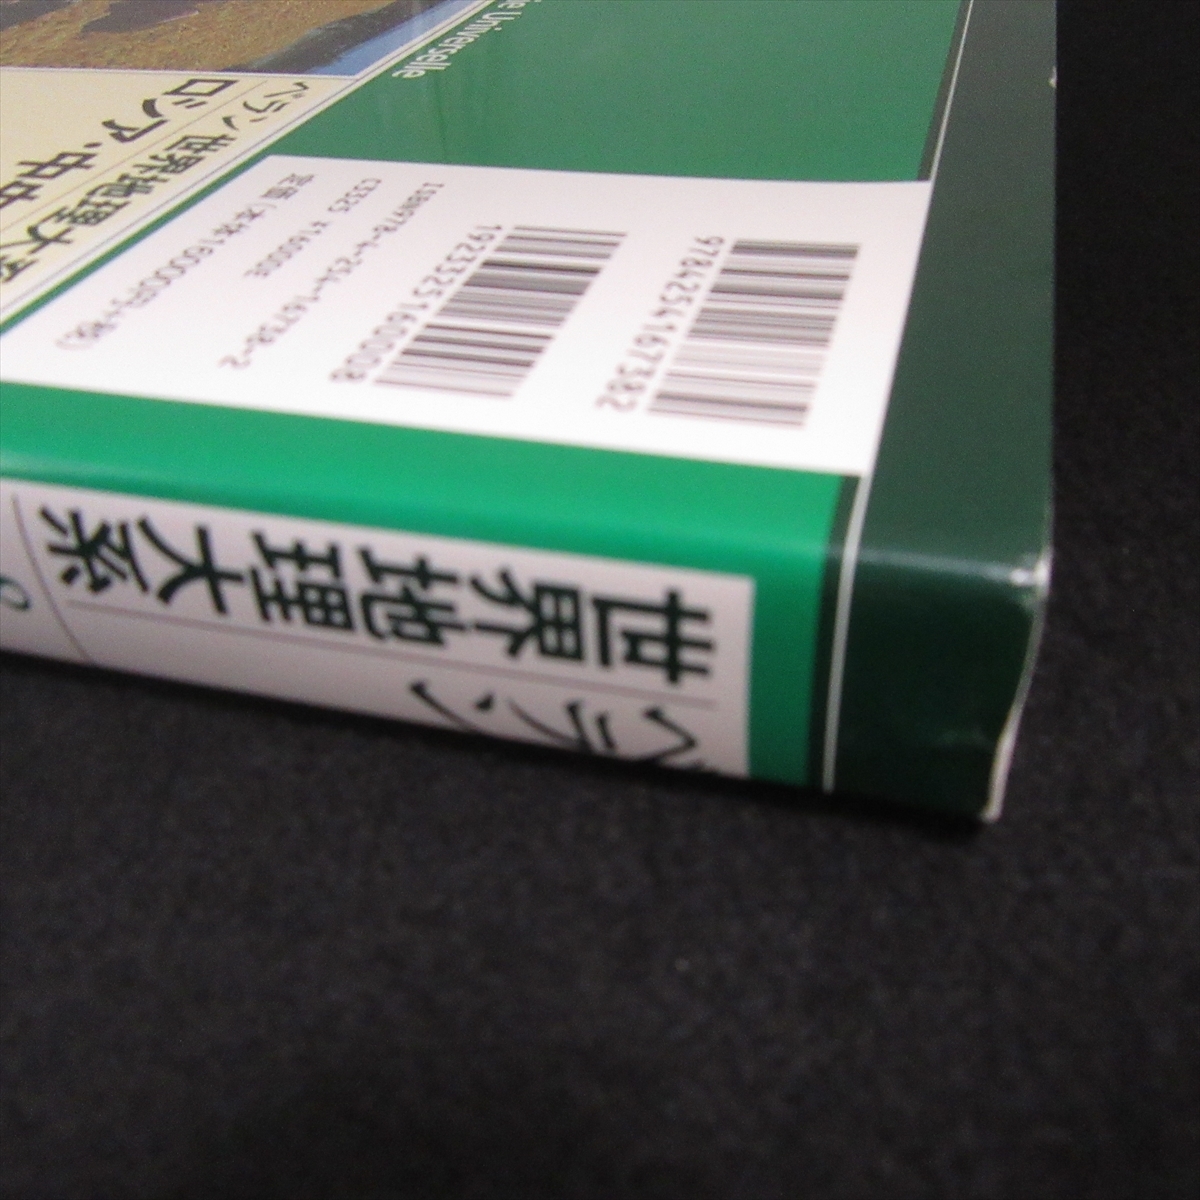 ie Universelle
ベラン世界地理大
ロシア・中央
9784254167382
1923325160008
ISBN978-4-254-16738-2
C3325 ¥16000E
定価(本体16000円+税)
ベラン
世界地理大系